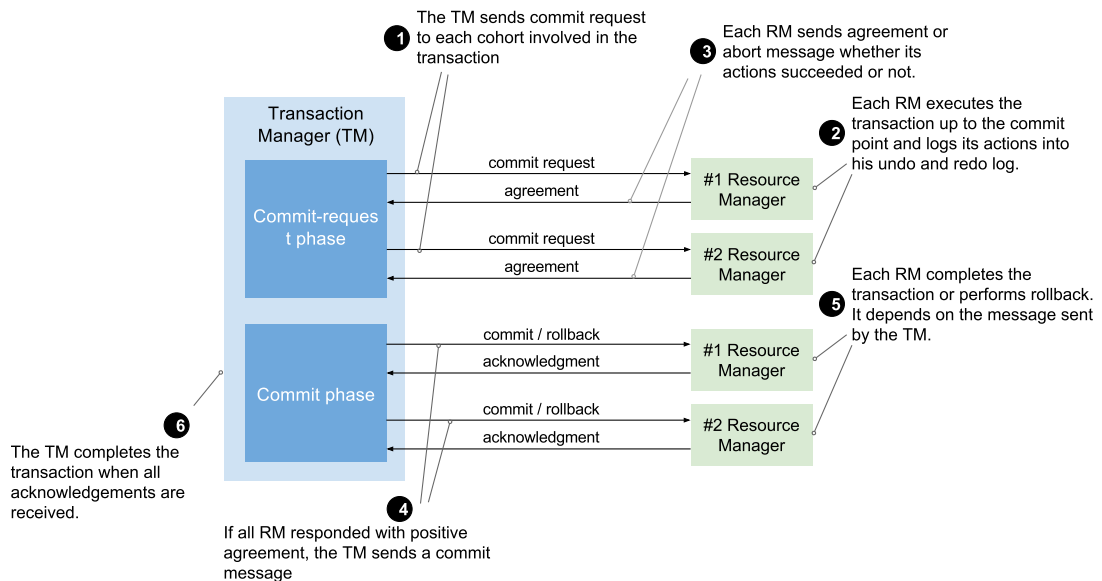 1
The TM sends commit request
to each cohort involved in the
transaction
3
Each RM sends agreement or
abort message whether its
actions succeeded or not.
2
Each RM executes the
transaction up to the commit
point and logs its actions into
his undo and redo log.
Transaction
Manager (TM)
Commit-reques
t phase
commit request
agreement
#1 Resource
Manager
commit request
agreement
#2 Resource
Manager
5
Each RM completes the
transaction or performs rollback.
It depends on the message sent
by the TM.
Commit phase
commit / rollback
acknowledgment
#1 Resource
Manager
commit / rollback
acknowledgment
#2 Resource
Manager
6
The TM completes the
transaction when all
acknowledgements are
received.
4
If all RM responded with positive
agreement, the TM sends a commit
message